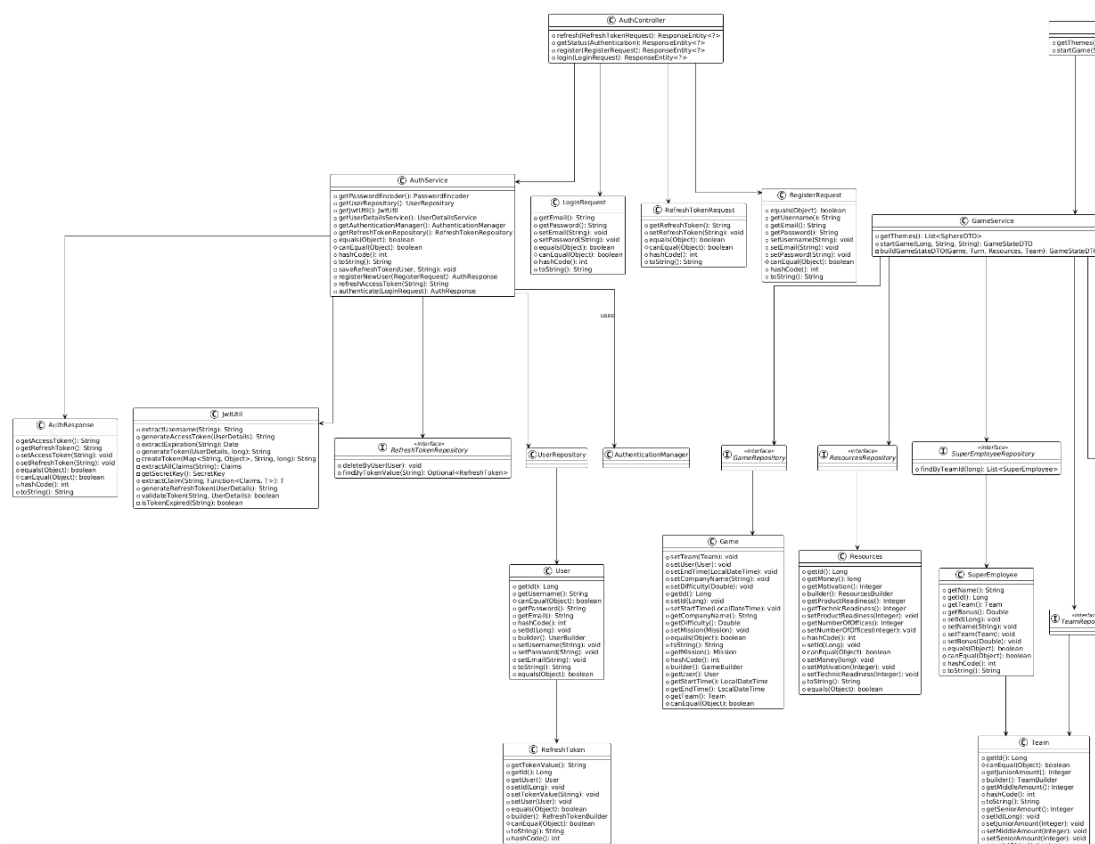 C AuthController
refresh(RefreshTokenRequest): ResponseEntity<?>
getStatus(Authentication): ResponseEntity<?>
register(RegisterRequest): ResponseEntity<?>
login(LoginRequest): ResponseEntity<?>
getThemes()
startGame(
C AuthService
getPasswordEncoder(): PasswordEncoder
getUserRepository(): UserRepository
getJwtUtil(): JwtUtil
getUserDetailsService(): UserDetailsService
getAuthenticationManager(): AuthenticationManager
getRefreshTokenRepository(): RefreshTokenRepository
equals(Object): boolean
canEqual(Object): boolean
hashCode(): int
toString(): String
saveRefreshToken(User, String): void
registerNewUser(RegisterRequest): AuthResponse
refreshAccessToken(String): String
authenticate(LoginRequest): AuthResponse
C LoginRequest
getEmail(): String
getPassword(): String
setEmail(String): void
setPassword(String): void
equals(Object): boolean
canEqual(Object): boolean
hashCode(): int
toString(): String
C RefreshTokenRequest
getRefreshToken(): String
setRefreshToken(String): void
equals(Object): boolean
canEqual(Object): boolean
hashCode(): int
toString(): String
C RegisterRequest
equals(Object): boolean
getUsername(): String
getEmail(): String
getPassword(): String
setUsername(String): void
setEmail(String): void
setPassword(String): void
canEqual(Object): boolean
hashCode(): int
toString(): String
C GameService
getThemes(): List<SphereDTO>
startGame(Long, String, String): GameStateDTO
buildGameStateDTO(Game, Turn, Resources, Team): GameStateDTO
uses
C AuthResponse
getAccessToken(): String
getRefreshToken(): String
setAccessToken(String): void
setRefreshToken(String): void
equals(Object): boolean
canEqual(Object): boolean
hashCode(): int
toString(): String
C JwtUtil
extractUsername(String): String
generateAccessToken(UserDetails): String
extractExpiration(String): Date
generateToken(UserDetails, long): String
createToken(Map<String, Object>, String, long): String
extractAllClaims(String): Claims
getSecretKey(): SecretKey
extractClaim(String, Function<Claims, T>): T
generateRefreshToken(UserDetails): String
validateToken(String, UserDetails): boolean
isTokenExpired(String): boolean
«interface»
I RefreshTokenRepository
deleteByUser(User): void
findByTokenValue(String): Optional<RefreshToken>
C UserRepository
C AuthenticationManager
«interface»
I GameRepository
«interface»
I ResourcesRepository
«interface»
I SuperEmployeeRepository
findByTeamId(long): List<SuperEmployee>
C User
getId(): Long
getUsername(): String
canEqual(Object): boolean
getPassword(): String
getEmail(): String
hashCode(): int
setId(Long): void
builder(): UserBuilder
setUsername(String): void
setPassword(String): void
setEmail(String): void
toString(): String
equals(Object): boolean
C Game
setTeam(Team): void
setUser(User): void
setEndTime(LocalDateTime): void
setCompanyName(String): void
setDifficulty(Double): void
getId(): Long
setId(Long): void
setStartTime(LocalDateTime): void
getCompanyName(): String
getDifficulty(): Double
setMission(Mission): void
equals(Object): boolean
toString(): String
getMission(): Mission
hashCode(): int
builder(): GameBuilder
getUser(): User
getStartTime(): LocalDateTime
getEndTime(): LocalDateTime
getTeam(): Team
canEqual(Object): boolean
C Resources
getId(): Long
getMoney(): long
getMotivation(): Integer
builder(): ResourcesBuilder
getProductReadiness(): Integer
getTechnicReadiness(): Integer
setProductReadiness(Integer): void
getNumberOfOffices(): Integer
setNumberOfOffices(Integer): void
hashCode(): int
setId(Long): void
canEqual(Object): boolean
setMoney(long): void
setMotivation(Integer): void
setTechnicReadiness(Integer): void
toString(): String
equals(Object): boolean
C SuperEmployee
getName(): String
getId(): Long
getTeam(): Team
getBonus(): Double
setId(Long): void
setName(String): void
setTeam(Team): void
setBonus(Double): void
equals(Object): boolean
canEqual(Object): boolean
hashCode(): int
toString(): String
«interface
I TeamRepo
C RefreshToken
getTokenValue(): String
getId(): Long
getUser(): User
setId(Long): void
setTokenValue(String): void
setUser(User): void
equals(Object): boolean
builder(): RefreshTokenBuilder
canEqual(Object): boolean
toString(): String
hashCode(): int
C Team
getId(): Long
canEqual(Object): boolean
getJuniorAmount(): Integer
builder(): TeamBuilder
getMiddleAmount(): Integer
hashCode(): int
toString(): String
getSeniorAmount(): Integer
setId(Long): void
setJuniorAmount(Integer): void
setMiddleAmount(Integer): void
setSeniorAmount(Integer): void